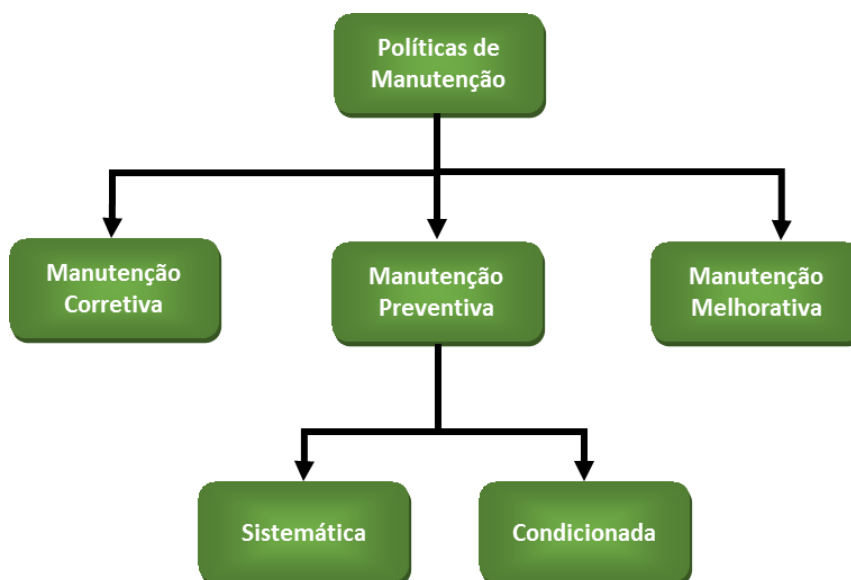 Políticas de
Manutenção
Manutenção
Corretiva
Manutenção
Preventiva
Manutenção
Melhorativa
Sistemática
Condicionada